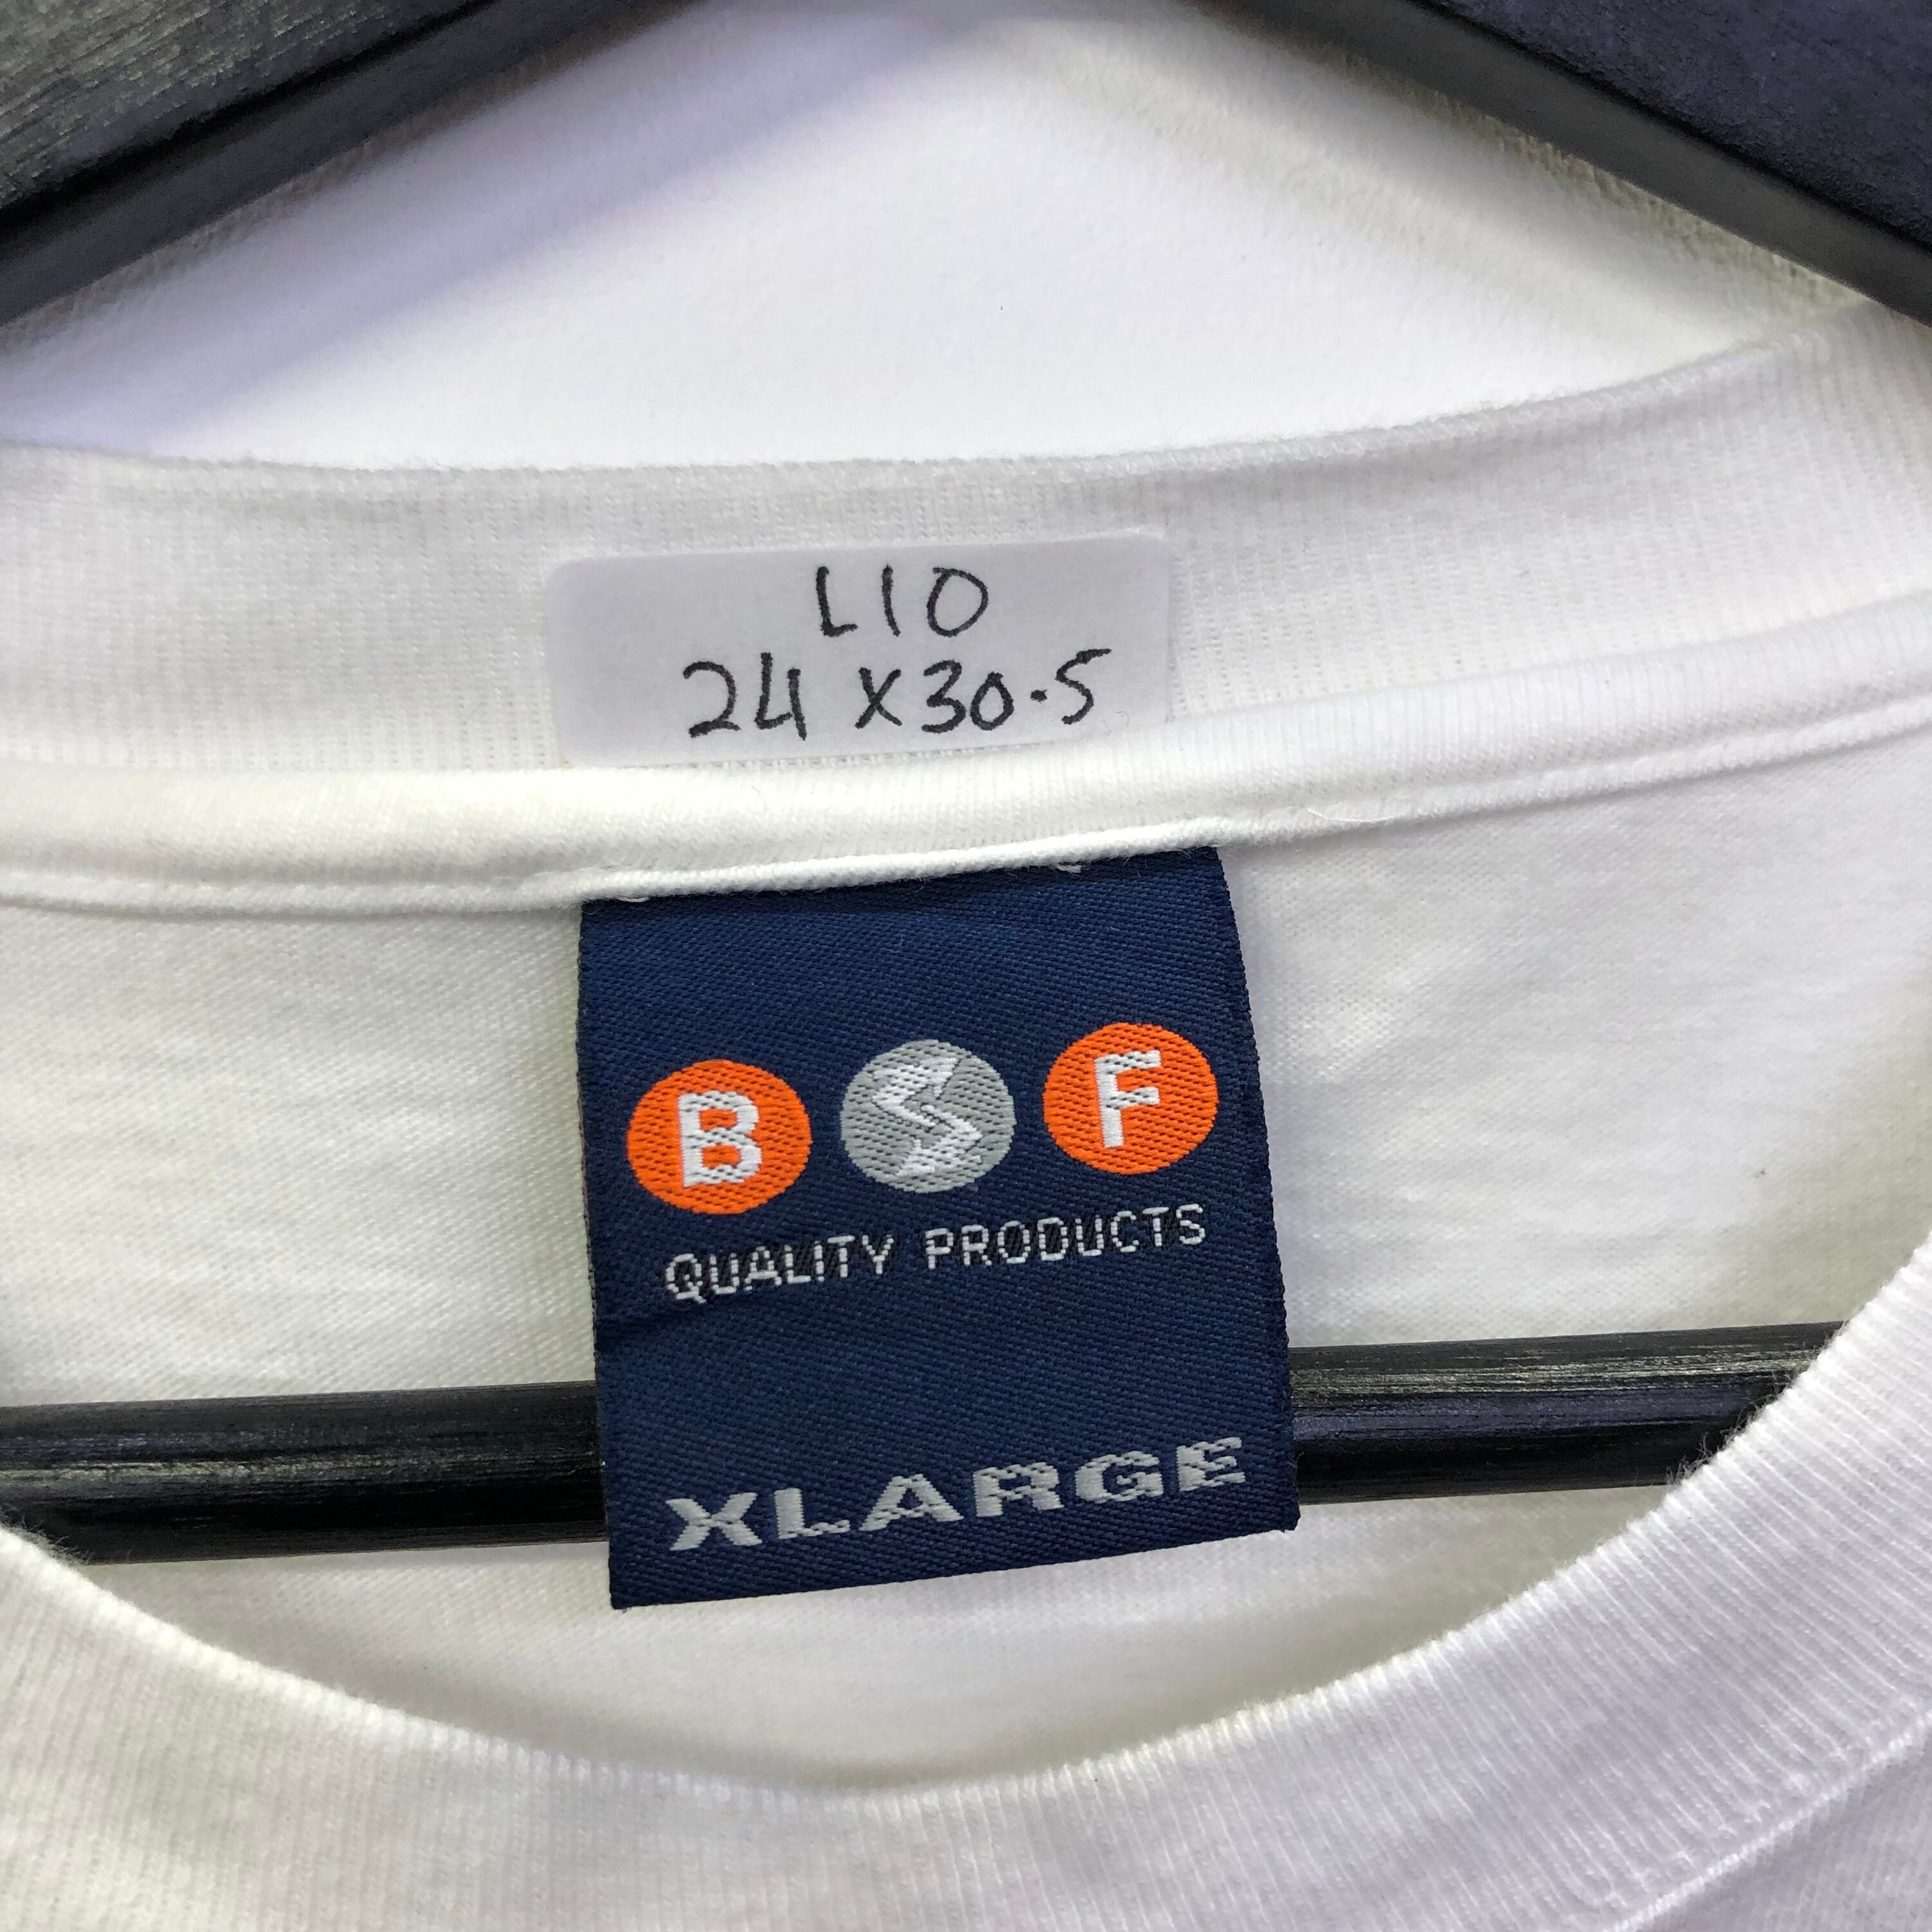 L10
24 x 30.5
B S F
QUALITY PRODUCTS
XLARGE